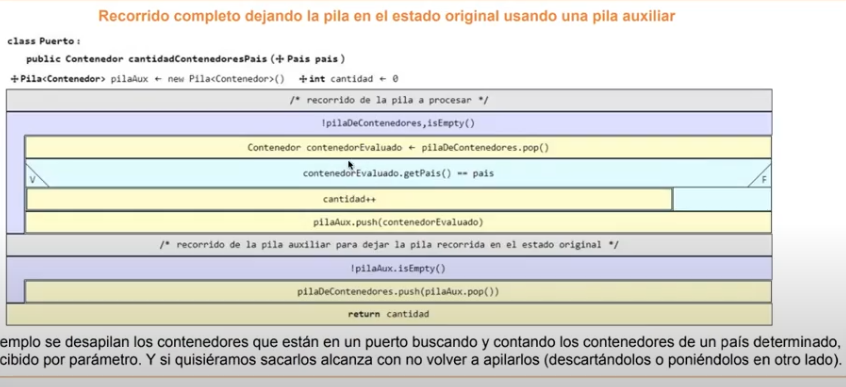 Recorrido completo dejando la pila en el estado original usando una pila auxiliar
class Puerto:
public Contenedor cantidadContenedoresPais(+ Pais pais)
+Pila<Contenedor> pilaAux ← new Pila<Contenedor>() +int cantidad ← 0
/* recorrido de la pila a procesar */
!pilaDeContenedores,isEmpty()
Contenedor contenedorEvaluado ← pilaDeContenedores.pop()
contenedorEvaluado.getPais() == pais
V
F
cantidad++
pilaAux.push(contenedorEvaluado)
/* recorrido de la pila auxiliar para dejar la pila recorrida en el estado original */
!pilaAux.isEmpty()
pilaDeContenedores.push(pilaAux.pop())
return cantidad
emplo se desapilan los contenedores que están en un puerto buscando y contando los contenedores de un país determinado,
cibido por parámetro. Y si quisiéramos sacarlos alcanza con no volver a apilarlos (descartándolos o poniéndolos en otro lado).